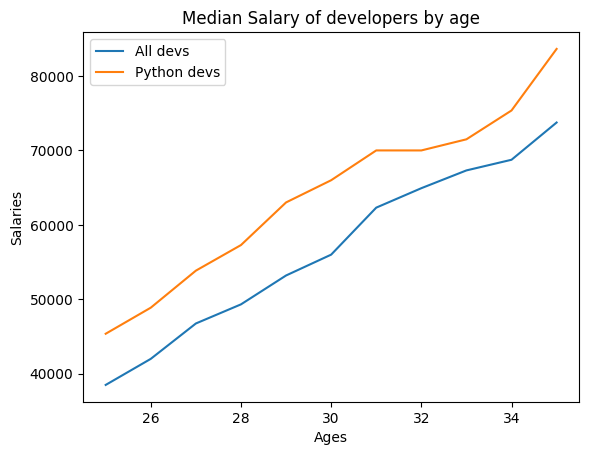 Median Salary of developers by age
All devs
Python devs
80000
70000
60000
50000
40000
Salaries
26 28 30 32 34
Ages